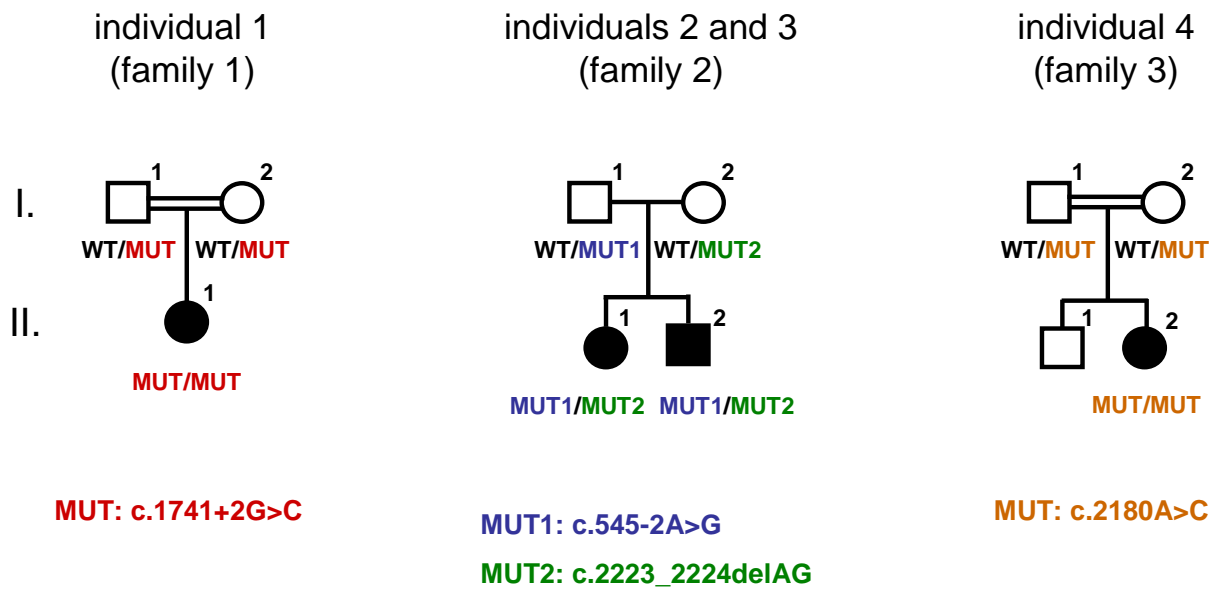 individual 1
(family 1)
individuals 2 and 3
(family 2)
individual 4
(family 3)
I.
1 2
1 2
1 2
WT/MUT WT/MUT
WT/MUT1 WT/MUT2
WT/MUT WT/MUT
II.
1
1 2
1 2
MUT/MUT
MUT1/MUT2 MUT1/MUT2
MUT/MUT
MUT: c.1741+2G>C
MUT1: c.545-2A>G
MUT2: c.2223_2224delAG
MUT: c.2180A>C